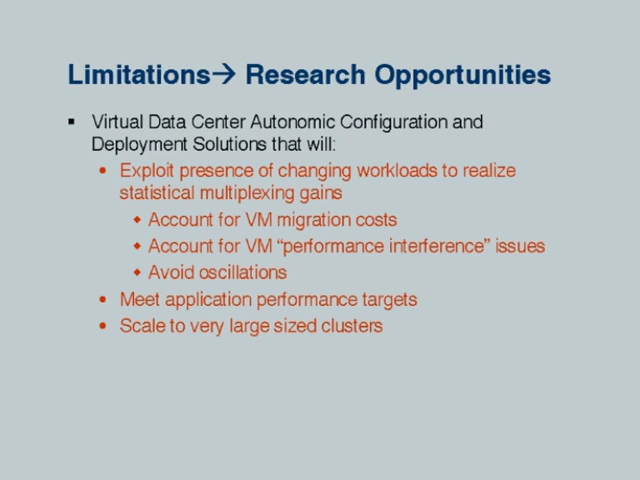 Limitations→ Research Opportunities
▪ Virtual Data Center Autonomic Configuration and
Deployment Solutions that will:
• Exploit presence of changing workloads to realize
statistical multiplexing gains
◆ Account for VM migration costs
◆ Account for VM “performance interference” issues
◆ Avoid oscillations
• Meet application performance targets
• Scale to very large sized clusters